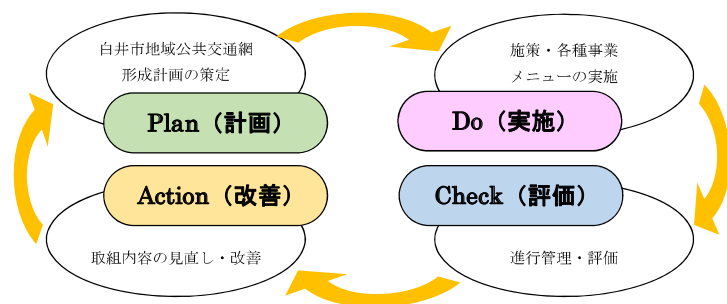 白井市地域公共交通網
形成計画の策定
Plan（計画）
施策・各種事業
メニューの実施
Do（実施）
Action（改善）
取組内容の見直し・改善
Check（評価）
進行管理・評価